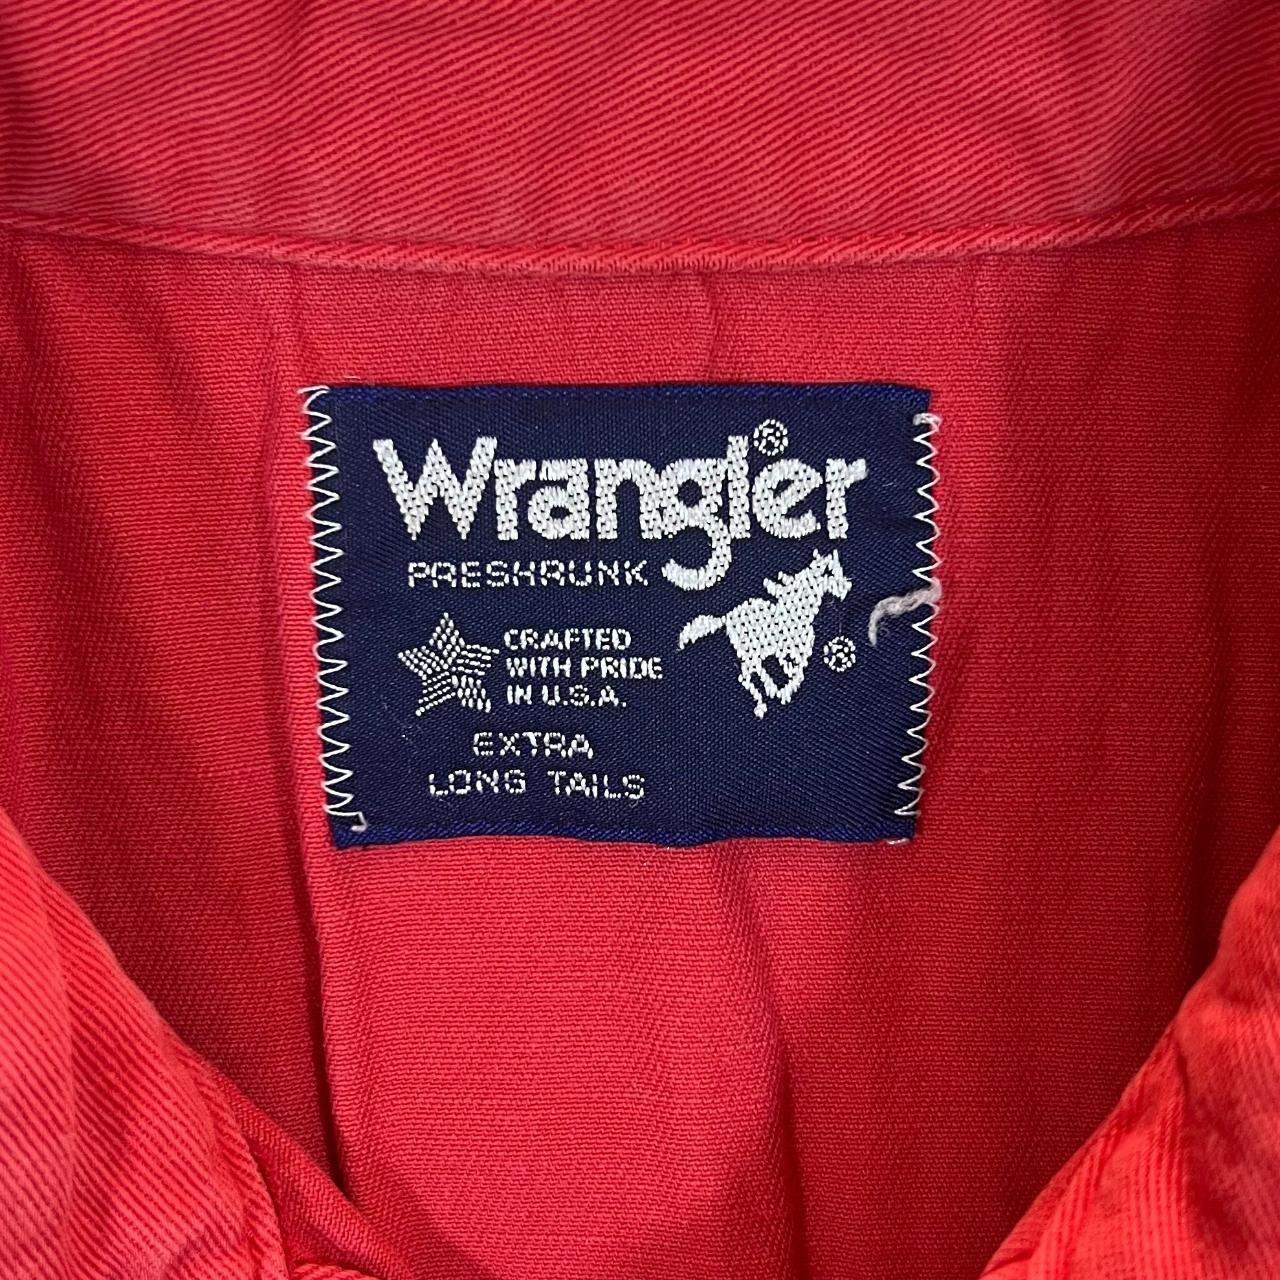 Wrangler®
PRESHRUNK
CRAFTED
WITH PRIDE
IN U.S.A.
®
EXTRA
LONG TAILS